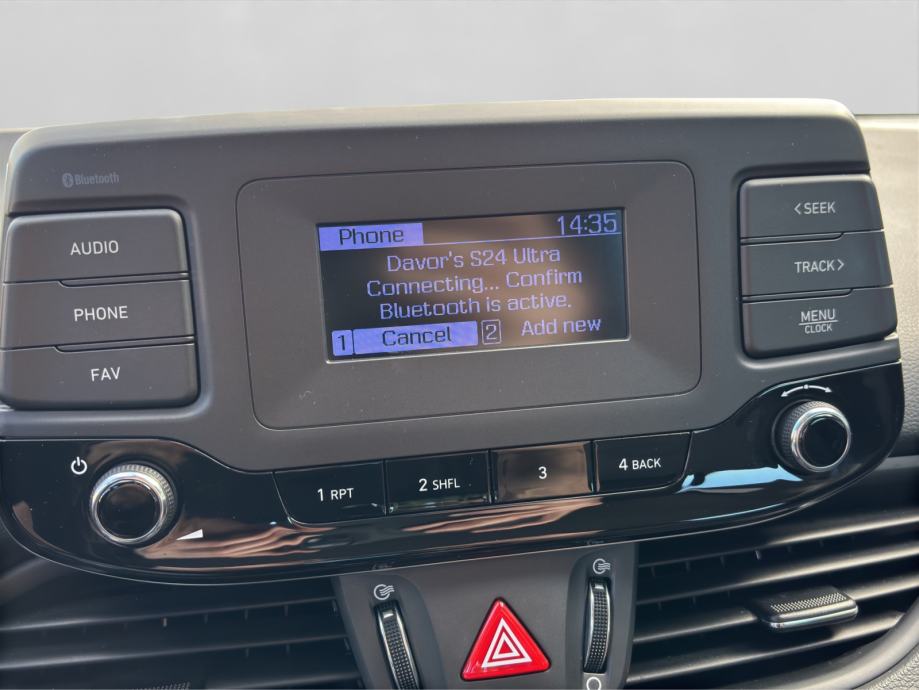 Bluetooth
AUDIO
PHONE
FAV
Phone 14:35
Davor's S24 Ultra
Connecting... Confirm
Bluetooth is active.
1 Cancel 2 Add new
< SEEK
TRACK >
MENU
CLOCK
1 RPT
2 SHFL
3
4 BACK